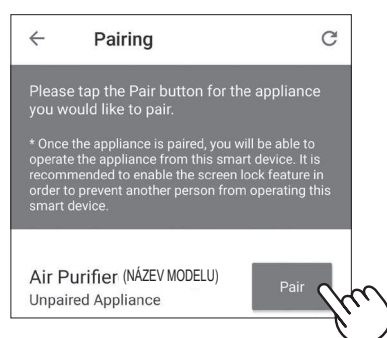 Pairing
Please tap the Pair button for the appliance
you would like to pair.
* Once the appliance is paired, you will be able to
operate the appliance from this smart device. It is
recommended to enable the screen lock feature in
order to prevent another person from operating this
smart device.
Air Purifier (NÁZEV MODELU)
Unpaired Appliance
Pair